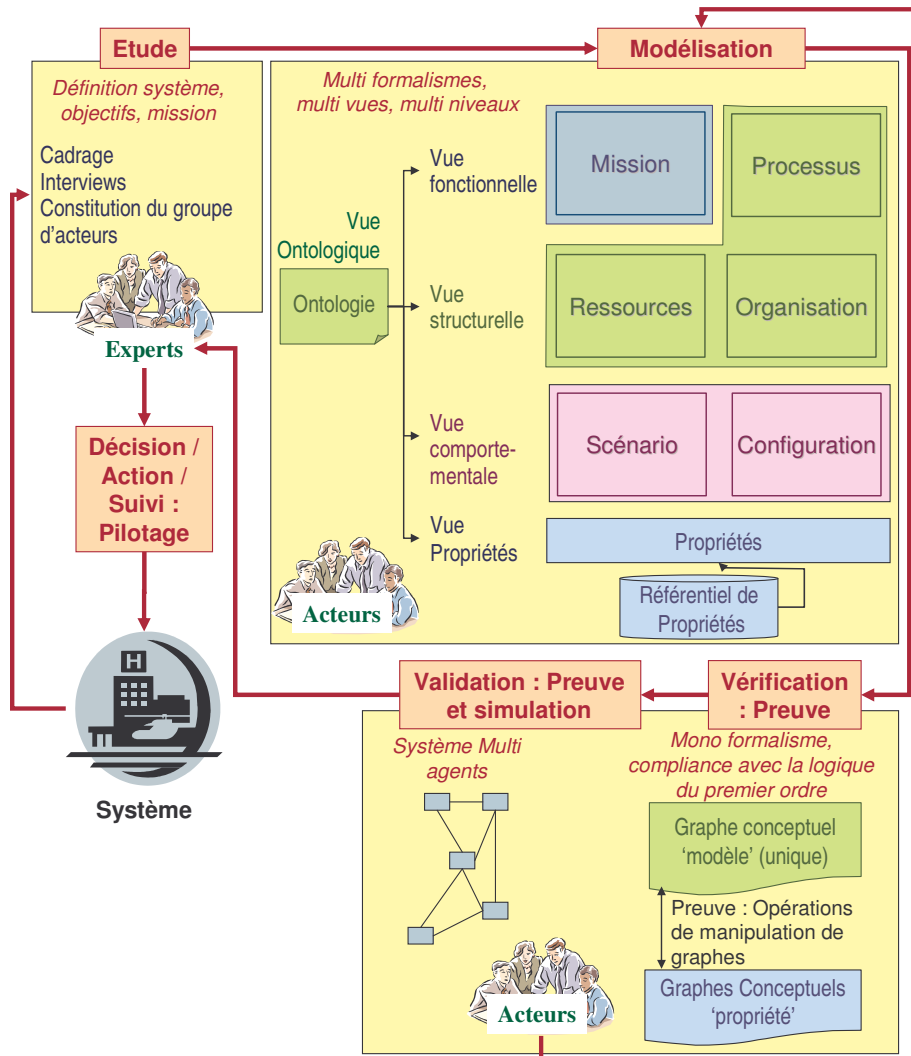 Etude
Définition système,
objectifs, mission
Cadrage
Interviews
Constitution du groupe
d'acteurs
Experts
Décision /
Action /
Suivi :
Pilotage
H
Système
Modélisation
Multi formalismes,
multi vues, multi niveaux
Vue
Ontologique
Ontologie
Vue
fonctionnelle
Mission
Processus
Vue
structurelle
Ressources
Organisation
Vue
comporte-
mentale
Scénario
Configuration
Vue
Propriétés
Propriétés
Référentiel de
Propriétés
Acteurs
Validation : Preuve
et simulation
Système Multi
agents
Vérification
: Preuve
Mono formalisme,
compliance avec la logique
du premier ordre
Graphe conceptuel
‘modèle’ (unique)
Preuve : Opérations
de manipulation de
graphes
Graphes Conceptuels
‘propriété’
Acteurs